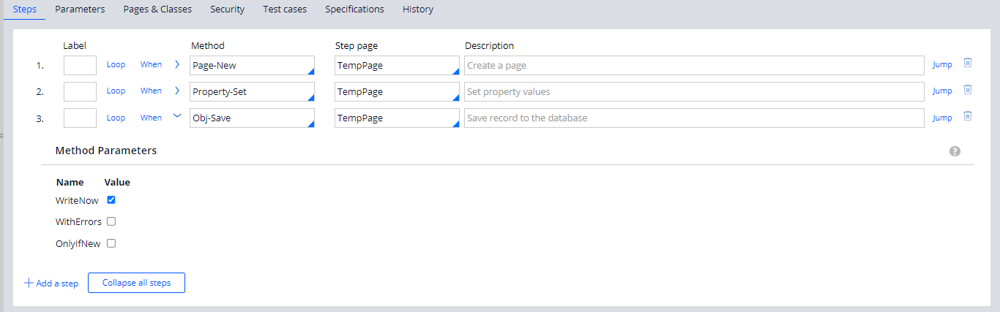 Steps Parameters Pages & Classes Security Test cases Specifications History
Label Method Step page Description
1. Loop When Page-New TempPage Create a page Jump
2. Loop When Property-Set TempPage Set property values Jump
3. Loop When Obj-Save TempPage Save record to the database Jump
Method Parameters ?
Name Value
WriteNow
WithErrors
OnlyIfNew
+ Add a step Collapse all steps